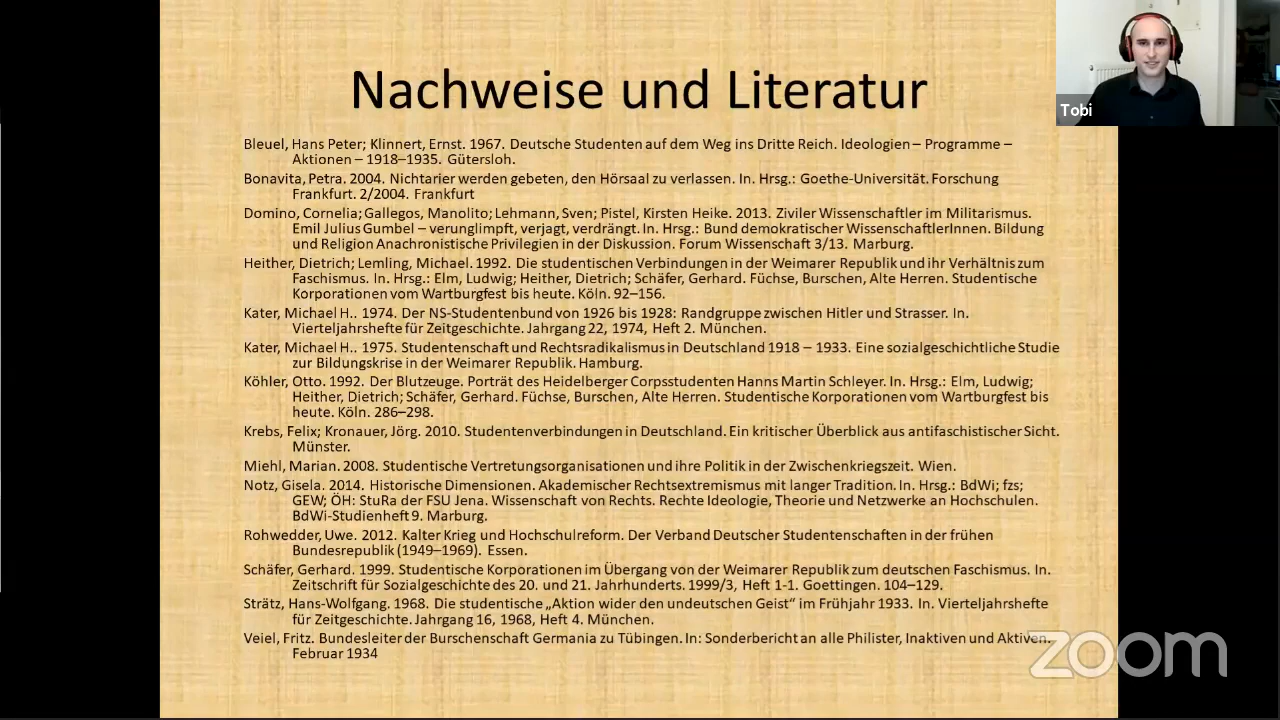 Nachweise und Literatur
Tobi
Bleuel, Hans Peter; Klinnert, Ernst. 1967. Deutsche Studenten auf dem Weg ins Dritte Reich. Ideologien – Programme –
Aktionen – 1918–1935. Gütersloh.
Bonavita, Petra. 2004. Nichtarier werden gebeten, den Hörsaal zu verlassen. In. Hrsg.: Goethe-Universität. Forschung
Frankfurt. 2/2004. Frankfurt
Domino, Cornelia; Gallegos, Manolito; Lehmann, Sven; Pistel, Kirsten Heike. 2013. Ziviler Wissenschaftler im Militarismus.
Emil Julius Gumbel – verunglimpft, verjagt, verdrängt. In. Hrsg.: Bund demokratischer WissenschaftlerInnen. Bildung
und Religion Anachronistische Privilegien in der Diskussion. Forum Wissenschaft 3/13. Marburg.
Heither, Dietrich; Lemling, Michael. 1992. Die studentischen Verbindungen in der Weimarer Republik und ihr Verhältnis zum
Faschismus. In. Hrsg.: Elm, Ludwig; Heither, Dietrich; Schäfer, Gerhard. Füchse, Burschen, Alte Herren. Studentische
Korporationen vom Wartburgfest bis heute. Köln. 92–156.
Kater, Michael H.. 1974. Der NS-Studentenbund von 1926 bis 1928: Randgruppe zwischen Hitler und Strasser. In.
Vierteljahrshefte für Zeitgeschichte. Jahrgang 22, 1974, Heft 2. München.
Kater, Michael H.. 1975. Studentenschaft und Rechtsradikalismus in Deutschland 1918 – 1933. Eine sozialgeschichtliche Studie
zur Bildungskrise in der Weimarer Republik. Hamburg.
Köhler, Otto. 1992. Der Blutzeuge. Porträt des Heidelberger Corpsstudenten Hanns Martin Schleyer. In. Hrsg.: Elm, Ludwig;
Heither, Dietrich; Schäfer, Gerhard. Füchse, Burschen, Alte Herren. Studentische Korporationen vom Wartburgfest bis
heute. Köln. 286–298.
Krebs, Felix; Kronauer, Jörg. 2010. Studentenverbindungen in Deutschland. Ein kritischer Überblick aus antifaschistischer Sicht.
Münster.
Miehl, Marian. 2008. Studentische Vertretungsorganisationen und ihre Politik in der Zwischenkriegszeit. Wien.
Notz, Gisela. 2014. Historische Dimensionen. Akademischer Rechtsextremismus mit langer Tradition. In. Hrsg.: BdWi; fzs;
GEW; ÖH: StuRa der FSU Jena. Wissenschaft von Rechts. Rechte Ideologie, Theorie und Netzwerke an Hochschulen.
BdWi-Studienheft 9. Marburg.
Rohwedder, Uwe. 2012. Kalter Krieg und Hochschulreform. Der Verband Deutscher Studentenschaften in der frühen
Bundesrepublik (1949–1969). Essen.
Schäfer, Gerhard. 1999. Studentische Korporationen im Übergang von der Weimarer Republik zum deutschen Faschismus. In.
Zeitschrift für Sozialgeschichte des 20. und 21. Jahrhunderts. 1999/3, Heft 1-1. Goettingen. 104–129.
Strätz, Hans-Wolfgang. 1968. Die studentische „Aktion wider den undeutschen Geist“ im Frühjahr 1933. In. Vierteljahrshefte
für Zeitgeschichte. Jahrgang 16, 1968, Heft 4. München.
Veiel, Fritz. Bundesleiter der Burschenschaft Germania zu Tübingen. In: Sonderbericht an alle Philister, Inaktiven und Aktiven.
Februar 1934
zoom